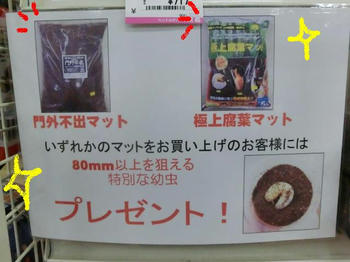 門外不出マット
極上腐葉マット
いずれかのマットをお買い上げのお客様には
80mm以上を狙える
特別な幼虫
プレゼント！